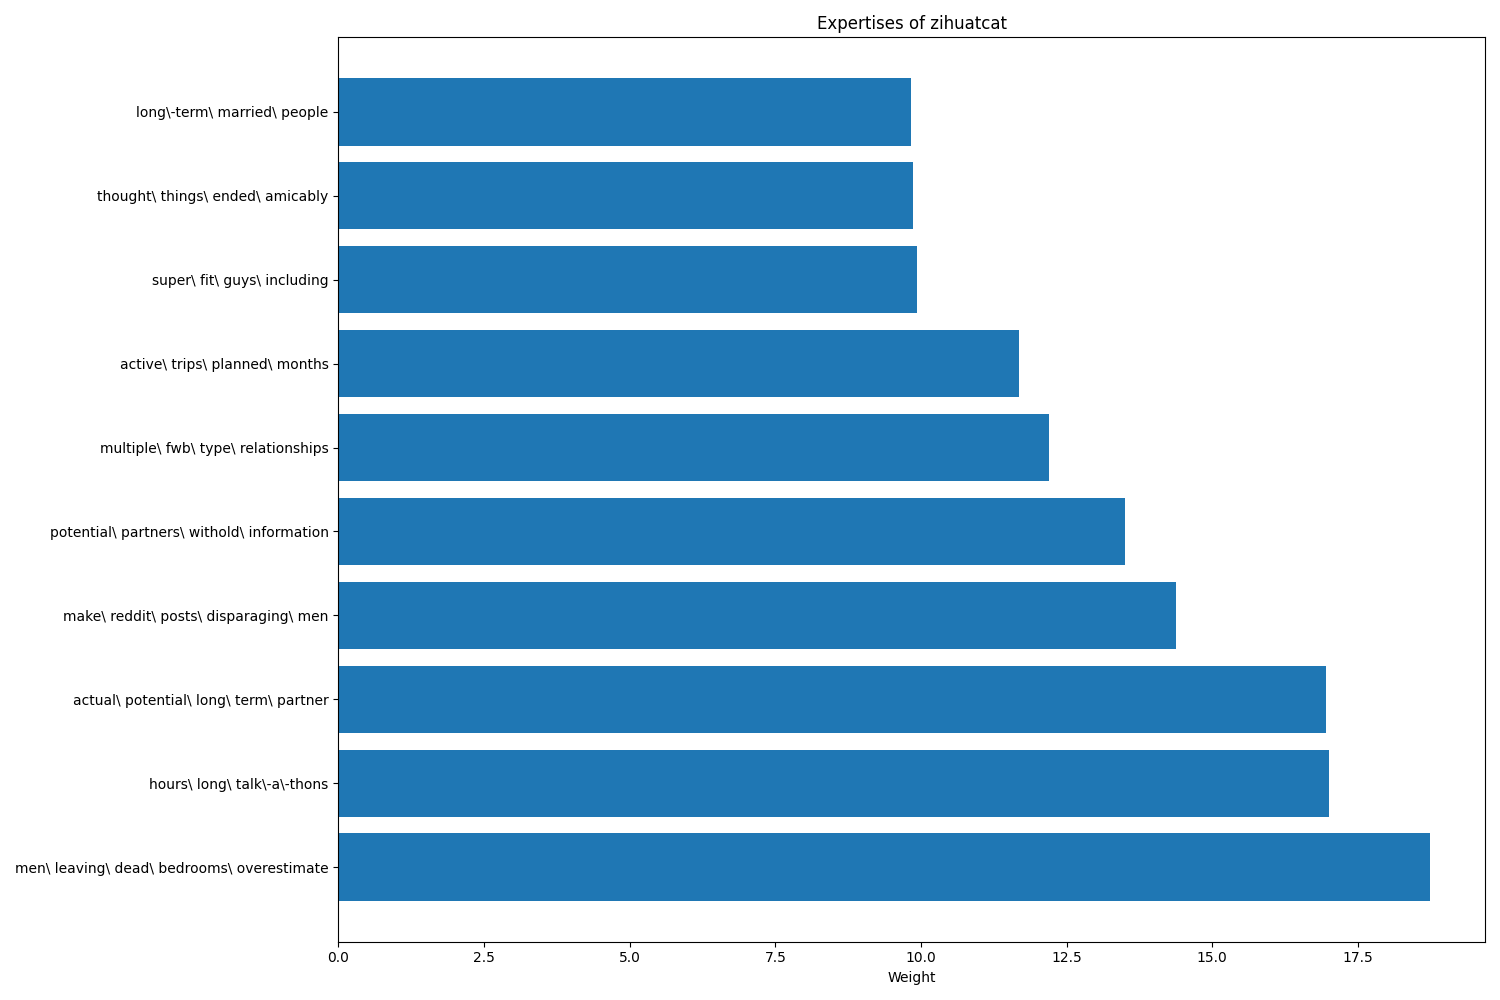 Expertises of zihuatcat
long\-term\ married\ people
thought\ things\ ended\ amicably
super\ fit\ guys\ including
active\ trips\ planned\ months
multiple\ fwb\ type\ relationships
potential\ partners\ withold\ information
make\ reddit\ posts\ disparaging\ men
actual\ potential\ long\ term\ partner
hours\ long\ talk\-a\-thons
men\ leaving\ dead\ bedrooms\ overestimate
0.0 2.5 5.0 7.5 10.0 12.5 15.0 17.5
Weight